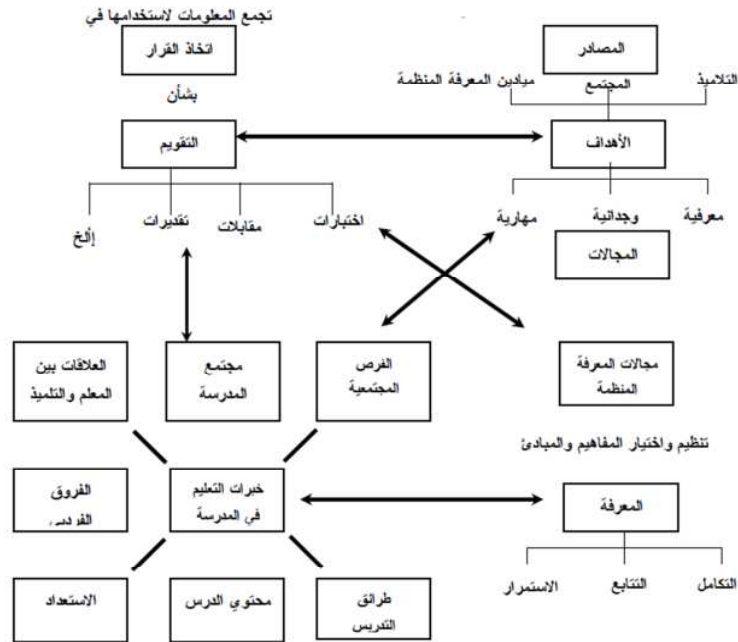 تجمع المعلومات لاستخدامها في
المصادر
اتخاذ القرار
التلاميذ
المجتمع
ميادين المعرفة المنظمة
بشأن
الأهداف
التقويم
معرفية
وجدانية
مهارية
اختبارات
مقابلات
تقديرات
إلخ
المجالات
مجالات المعرفة
المنظمة
الفرص
المجتمعية
مجتمع
المدرسة
العلاقات بين
المعلم والتلميذ
تنظيم واختيار المفاهيم والمبادئ
المعرفة
خبرات التعليم
في المدرسة
الفروق
التكامل
التتابع
الاستمرار
طرائق
التدريس
محتوي الدرس
الاستعداد